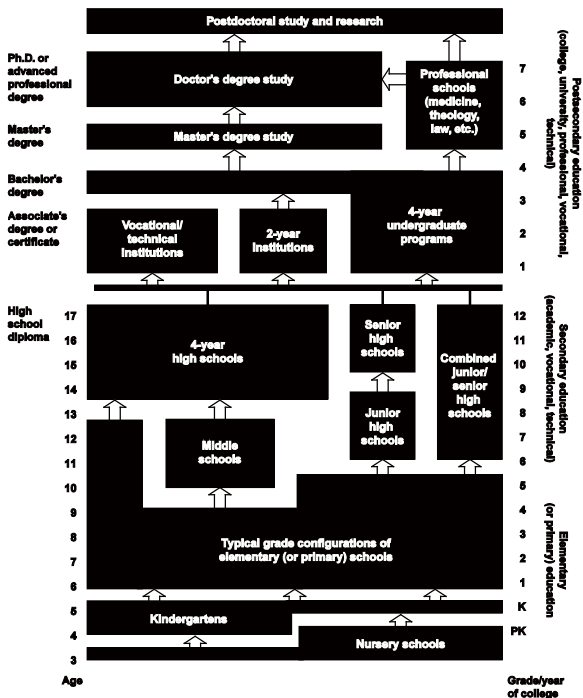 Postdoctoral study and research
Ph.D. or
advanced
professional
degree
Doctor's degree study
Professional
schools
(medicine,
theology,
law, etc.)
7
6
5
Master's
degree
Master's degree study
4
Bachelor's
degree
3
Associate's
degree or
certificate
Vocational/
technical
institutions
2-year
institutions
4-year
undergraduate
programs
2
1
Postsecondary education
(college, university, professional, vocational,
technical)
High
school
diploma
17
16
15
14
13
12
11
10
9
8
7
6
5
4
3
4-year
high schools
Senior
high
schools
Combined
junior/
senior
high
schools
Middle
schools
Junior
high
schools
12
11
10
9
8
7
6
5
4
3
2
1
K
PK
Secondary education
(academic, vocational, technical)
Typical grade configurations of
elementary (or primary) schools
Elementary
(or primary) education
Kindergartens
Nursery schools
Age
Grade/year
of college